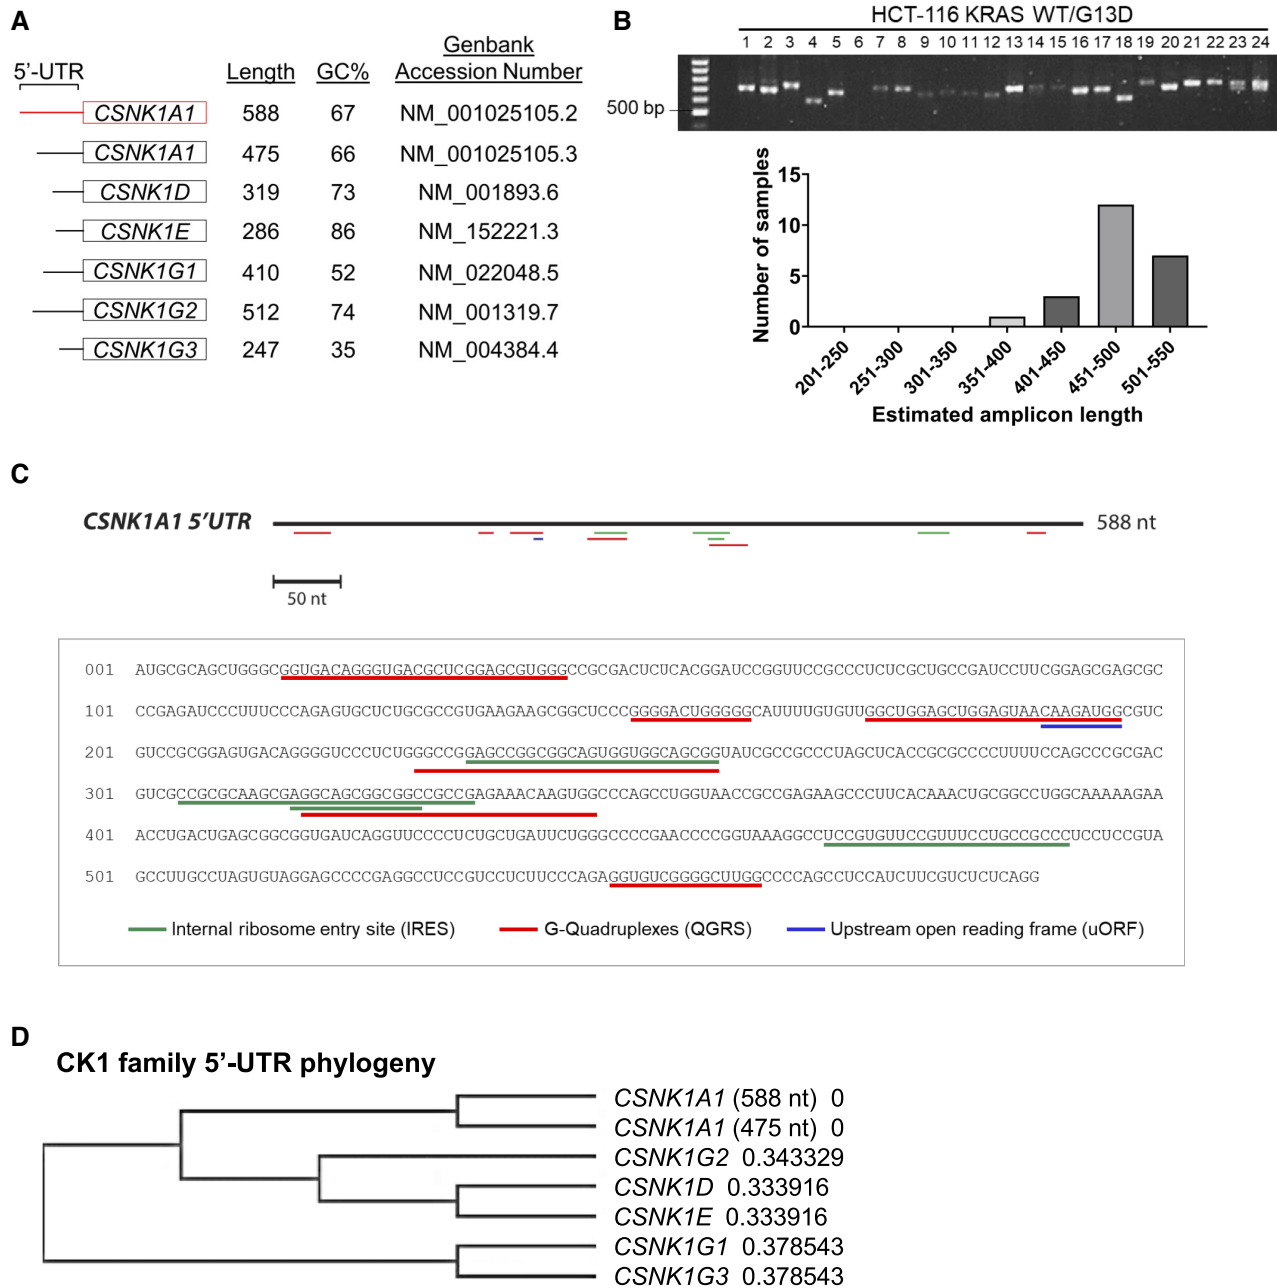 A
5'-UTR
Length
GC%
Genbank
Accession Number
CSNK1A1 588 67 NM_001025105.2
CSNK1A1 475 66 NM_001025105.3
CSNK1D 319 73 NM_001893.6
CSNK1E 286 86 NM_152221.3
CSNK1G1 410 52 NM_022048.5
CSNK1G2 512 74 NM_001319.7
CSNK1G3 247 35 NM_004384.4
B
HCT-116 KRAS WT/G13D
1 2 3 4 5 6 7 8 9 10 11 12 13 14 15 16 17 18 19 20 21 22 23 24
500 bp
Number of samples
15
10
5
0
201-250 251-300 301-350 351-400 401-450 451-500 501-550
Estimated amplicon length
C
CSNK1A1 5'UTR
588 nt
50 nt
001 AUGCGCAGCUGGGCGGUGACAGGGUGACGCUCGGAGCGUGGGCCGCGACUCUCACGGAUCCGGUUCCGCCCUCUCGCUGCCGAUCCUUCGGAGCGAGCGC
101 CCGAGAUCCCUUUCCCAGAGUGCUCUGCGCCGUGAAGAAGCGGCUCCCGGGGACUGGGGGCAUUUUGUGUUGGCUGGAGCUGGAGUAACAAGAUGGCGUC
201 GUCCGCGGAGUGACAGGGGUCCCUCUGGGCCGGAGCCGGCGGCAGUGGUGGCAGCGGUAUCGCCGCCCUAGCUCACCGCGCCCCUUUUCCAGCCCGCGAC
301 GUCGCCGCGCAAGCGAGGCAGCGGCGGCCGCCGAGAAACAAGUGGCCCAGCCUGGUAACCGCCGAGAAGCCCUUCACAAACUGCGGCCUGGCAAAAAGAA
401 ACCUGACUGAGCGGCGGUGAUCAGGUUCCCCUCUGCUGAUUCUGGGCCCCGAACCCCGGUAAAGGCCUCCGUGUUCCGUUUCCUGCCGCCCUCCUCCGUA
501 GCCUUGCCUAGUGUAGGAGCCCCGAGGCCUCCGUCCUCUUCCCAGAGGUGUCGGGGCUUGGCCCCAGCCUCCAUCUUCGUCUCUCAGG
Internal ribosome entry site (IRES)
G-Quadruplexes (QGRS)
Upstream open reading frame (uORF)
D
CK1 family 5'-UTR phylogeny
CSNK1A1 (588 nt) 0
CSNK1A1 (475 nt) 0
CSNK1G2 0.343329
CSNK1D 0.333916
CSNK1E 0.333916
CSNK1G1 0.378543
CSNK1G3 0.378543